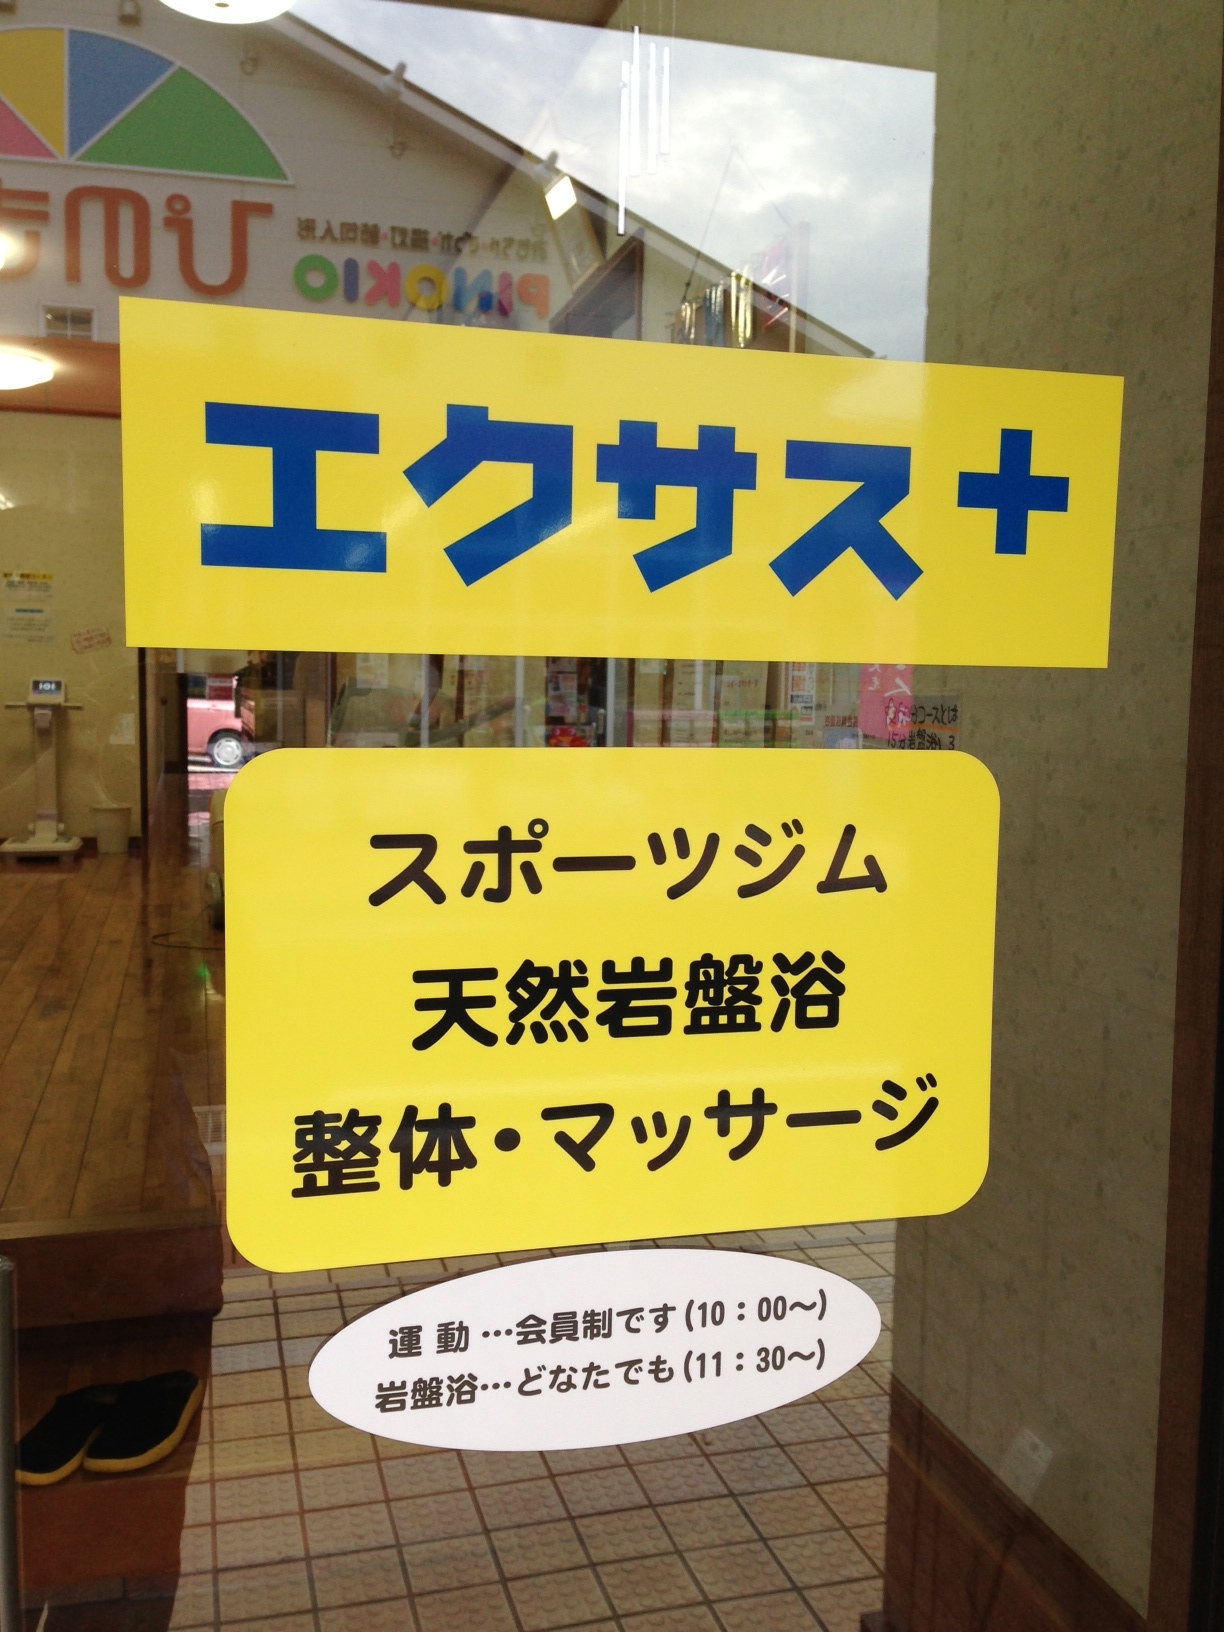 PINOKIO
エクサス+
スポーツジム
天然岩盤浴
整体・マッサージ
運動…会員制です(10:00〜)
岩盤浴…どなたでも(11:30〜)